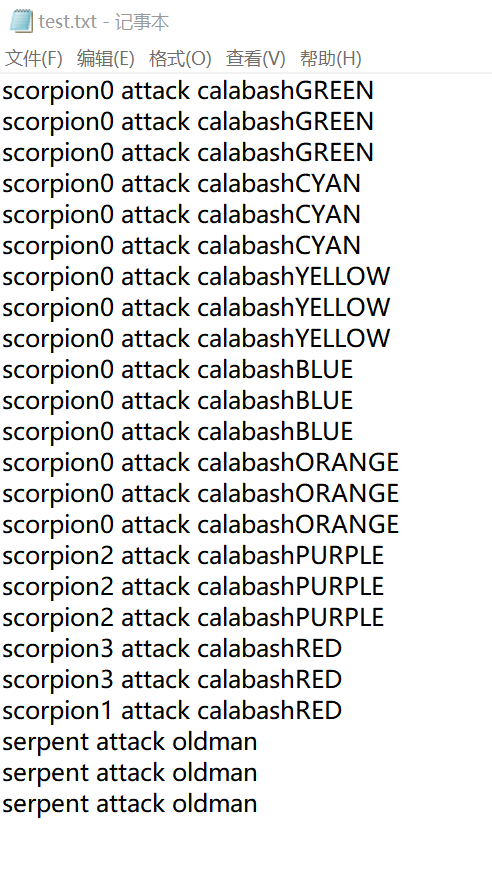 test.txt - 记事本
文件(F) 编辑(E) 格式(O) 查看(V) 帮助(H)
scorpion0 attack calabashGREEN
scorpion0 attack calabashGREEN
scorpion0 attack calabashGREEN
scorpion0 attack calabashCYAN
scorpion0 attack calabashCYAN
scorpion0 attack calabashCYAN
scorpion0 attack calabashYELLOW
scorpion0 attack calabashYELLOW
scorpion0 attack calabashYELLOW
scorpion0 attack calabashBLUE
scorpion0 attack calabashBLUE
scorpion0 attack calabashBLUE
scorpion0 attack calabashORANGE
scorpion0 attack calabashORANGE
scorpion0 attack calabashORANGE
scorpion2 attack calabashPURPLE
scorpion2 attack calabashPURPLE
scorpion2 attack calabashPURPLE
scorpion3 attack calabashRED
scorpion3 attack calabashRED
scorpion1 attack calabashRED
serpent attack oldman
serpent attack oldman
serpent attack oldman